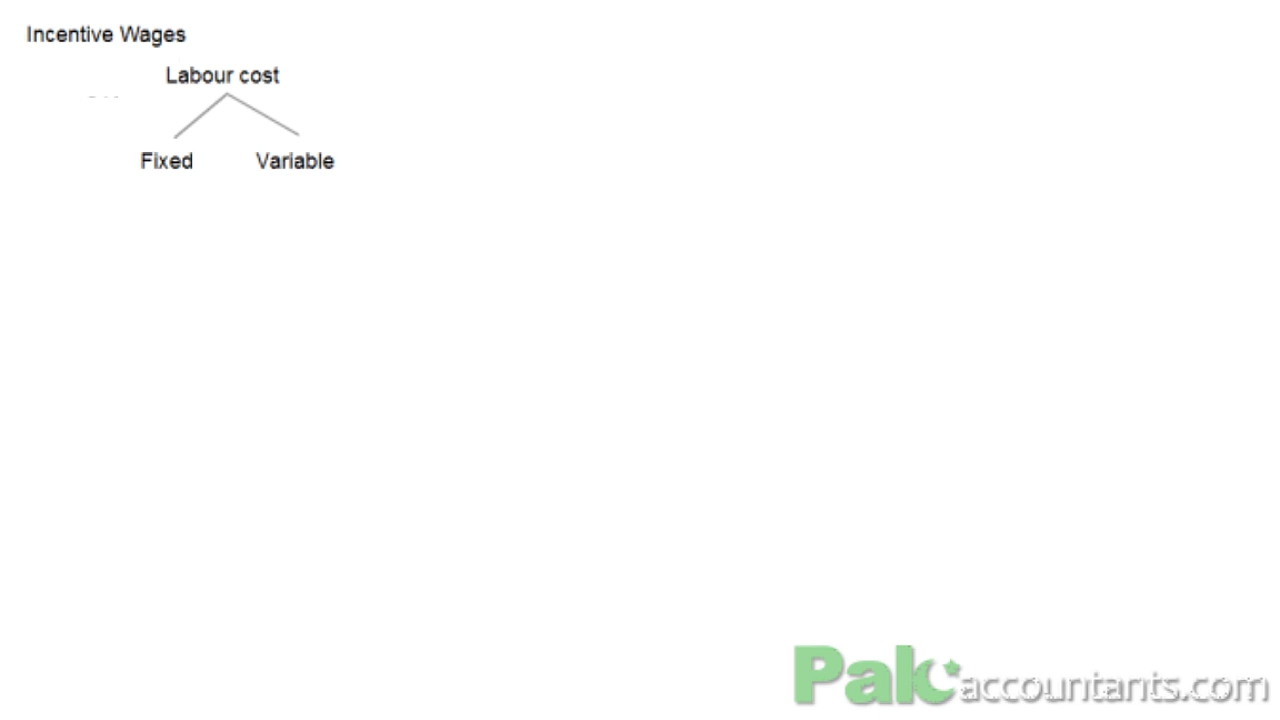 Incentive Wages
Labour cost
Fixed Variable
Pakaccountants.com